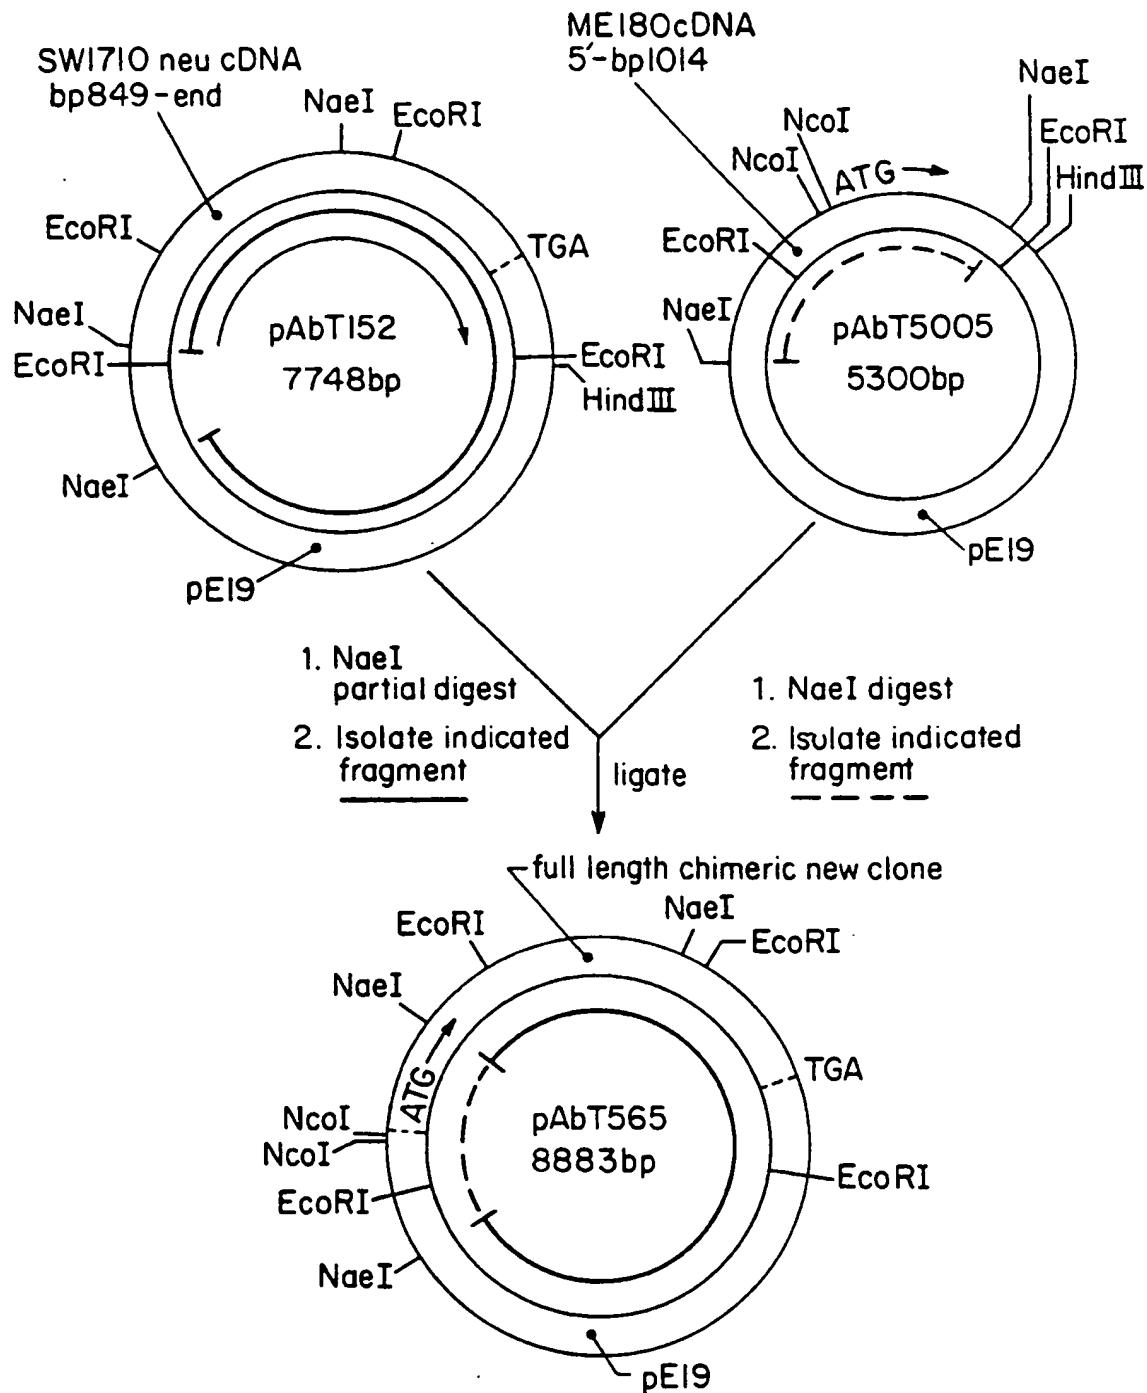 SW1710 neu cDNA
bp849-end
NaeI
EcoRI
EcoRI
TGA
NaeI
EcoRI
pAbT152
7748bp
EcoRI
HindIII
NaeI
pE19
ME180cDNA
5'-bp1014
NaeI
NcoI
EcoRI
NcoI
ATG
HindIII
EcoRI
NaeI
pAbT5005
5300bp
pE19
1. NaeI
partial digest
2. Isolate indicated
fragment
1. NaeI digest
2. Isolate indicated
fragment
ligate
full length chimeric new clone
NaeI
EcoRI
EcoRI
NaeI
ATG
TGA
NcoI
NcoI
pAbT565
8883bp
EcoRI
EcoRI
NaeI
pE19